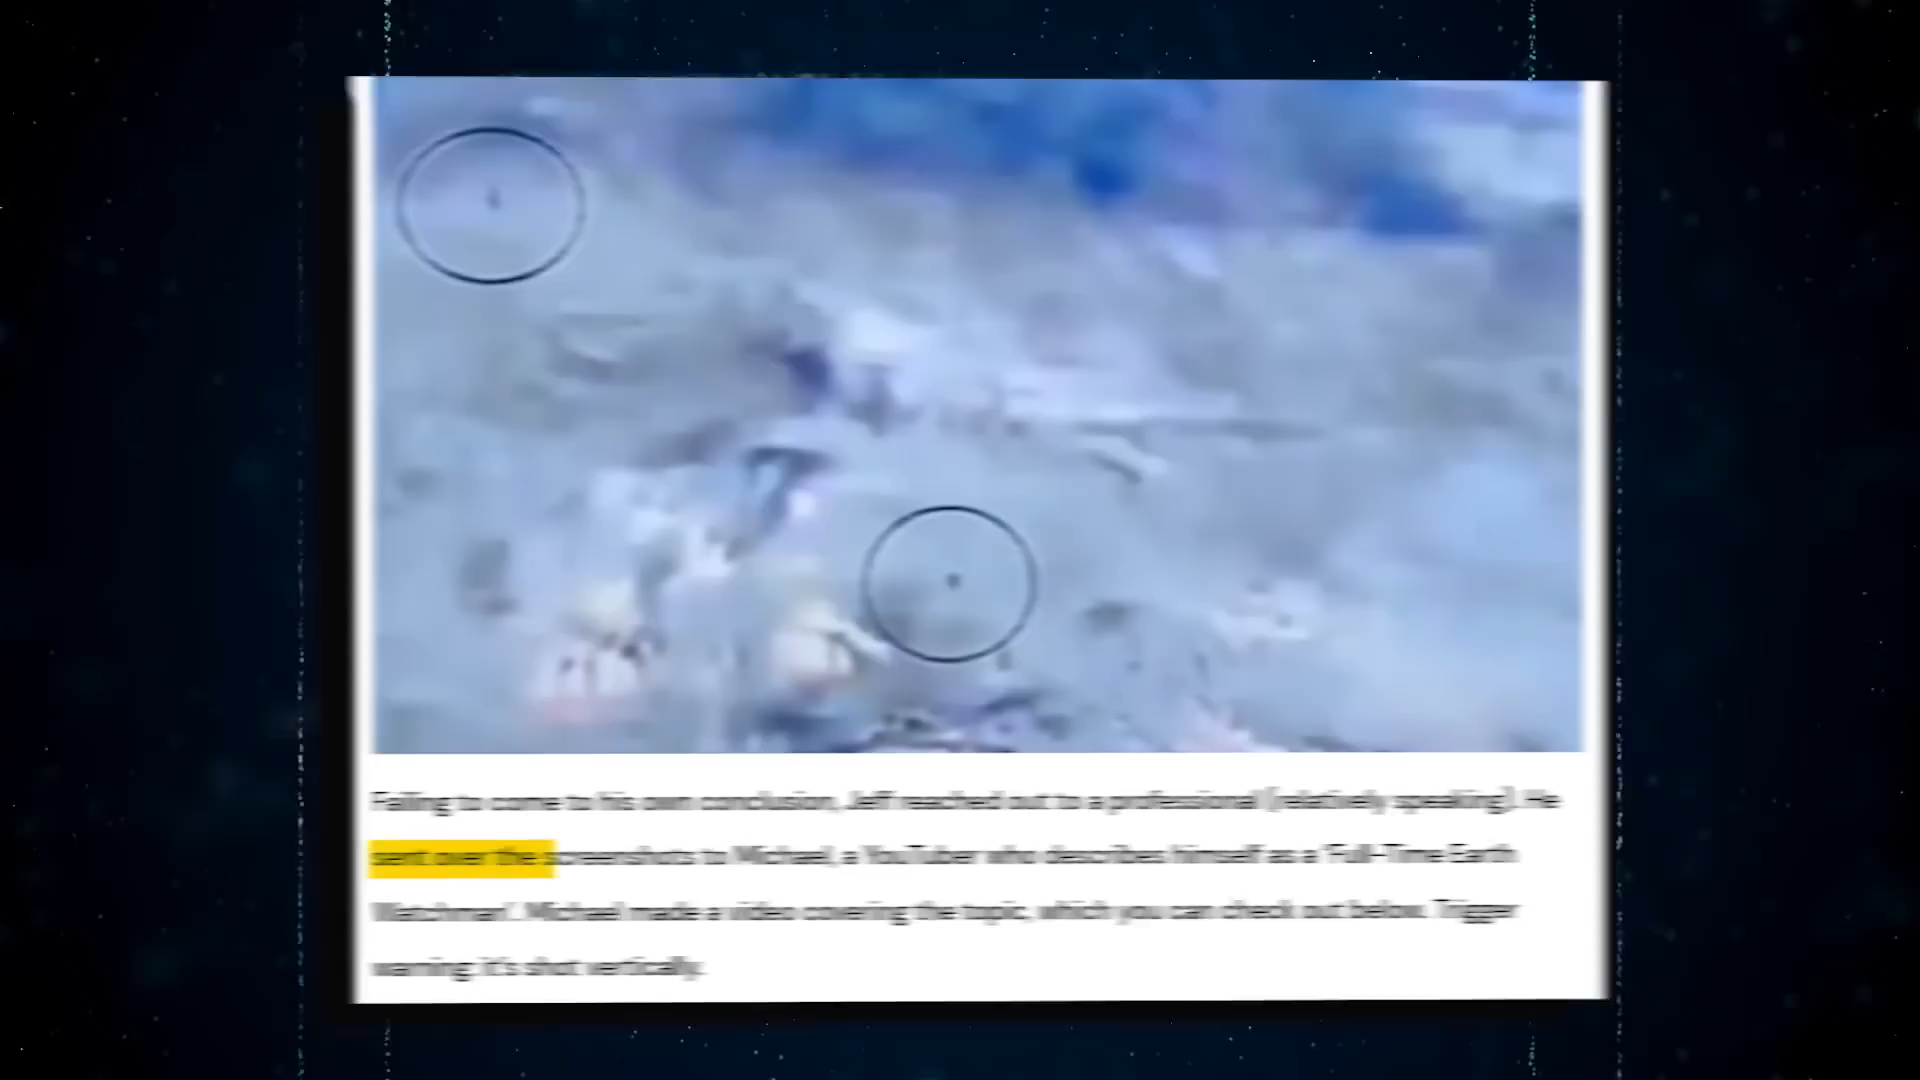 Failing to come to his own conclusion, Jeff reached out to a professional (relatively speaking). He
sent over the screenshots to Michael, a YouTuber who describes himself as a 'Full-Time Earth
Watchman'. Michael made a video covering the topic, which you can check out below. Trigger
warning: it's shot vertically.